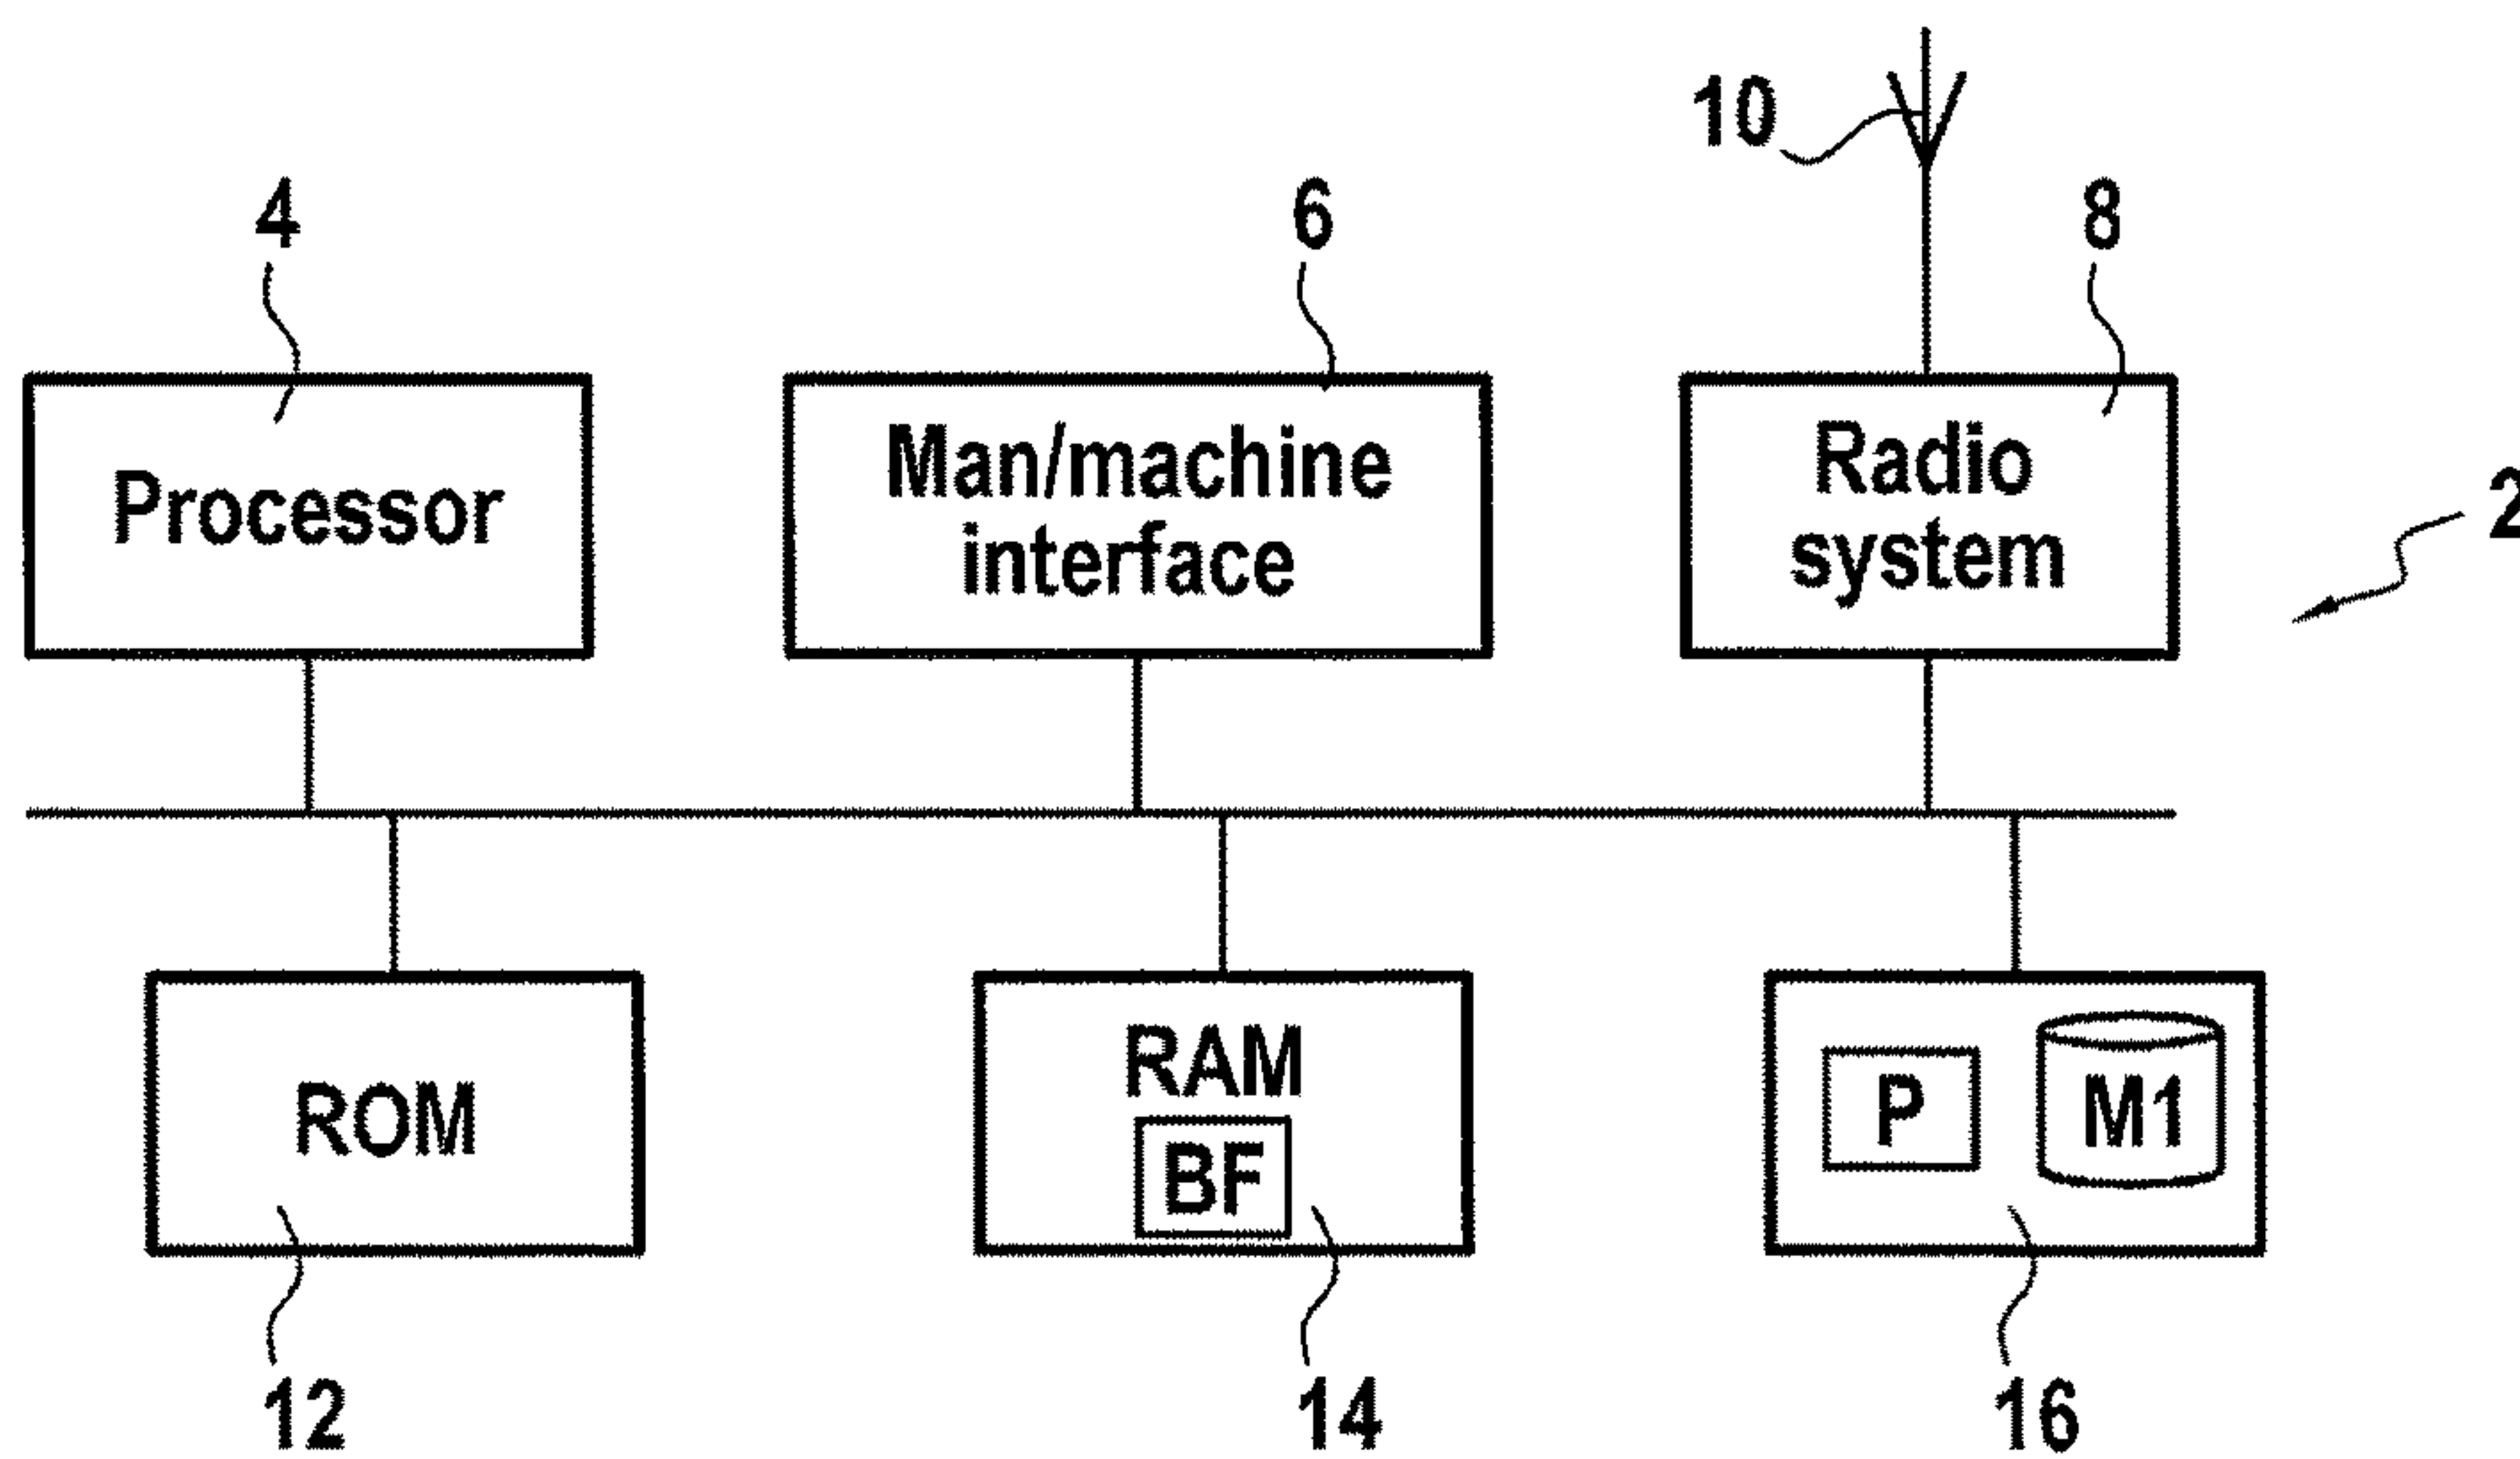 10
4
6
8
Processor
Man/machine
interface
Radio
system
2
ROM
RAM
BF
P
M1
12
14
16